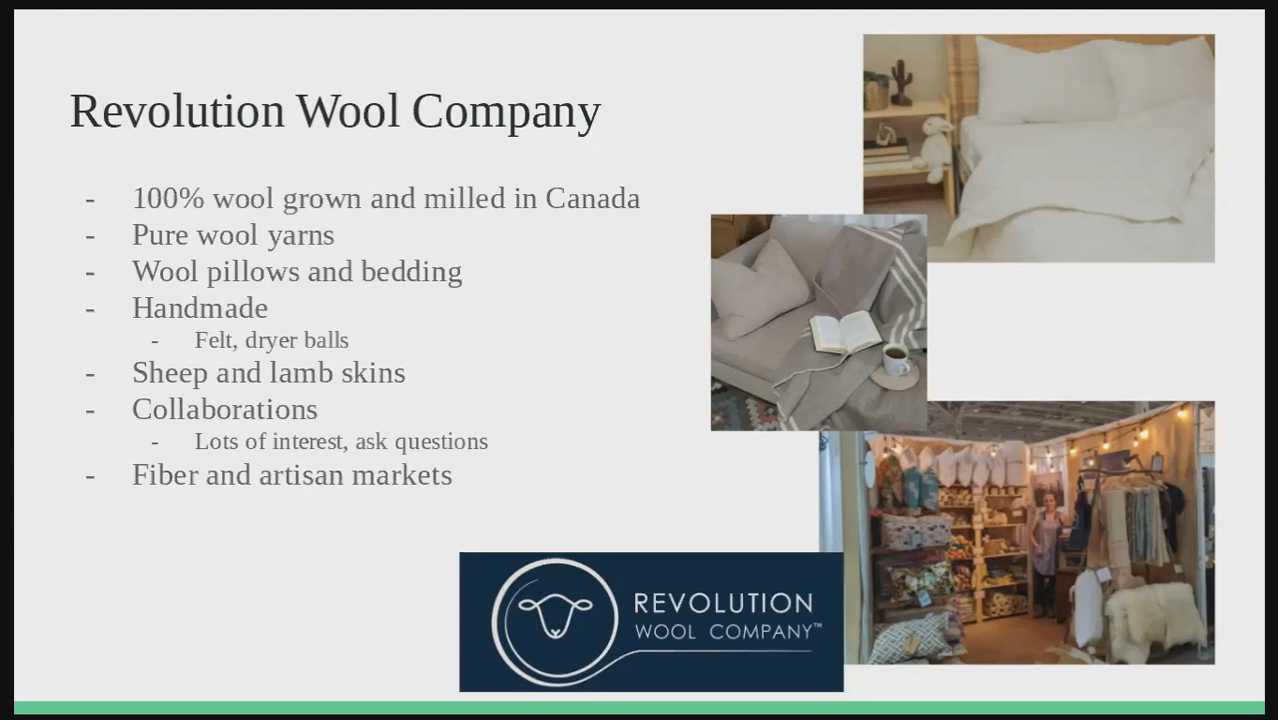 Revolution Wool Company
- 100% wool grown and milled in Canada
- Pure wool yarns
- Wool pillows and bedding
- Handmade
- Felt, dryer balls
- Sheep and lamb skins
- Collaborations
- Lots of interest, ask questions
- Fiber and artisan markets
REVOLUTION
WOOL COMPANY™